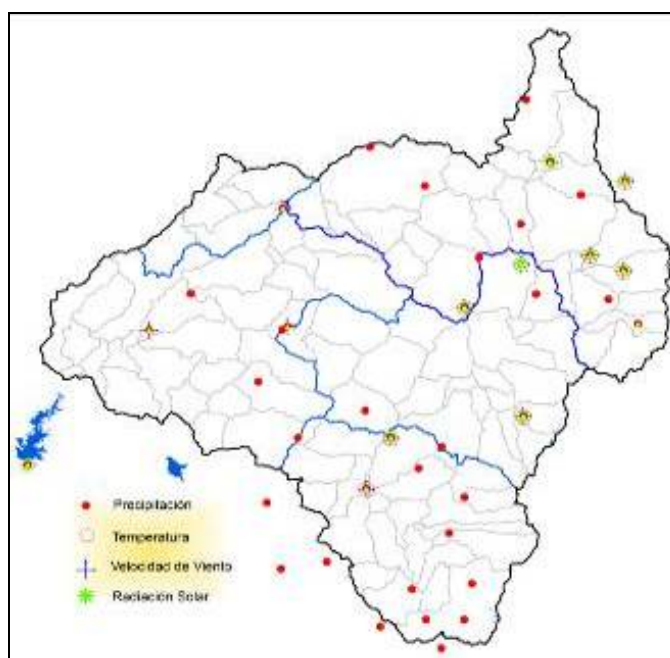 Precipitación
Temperatura
Velocidad de Viento
Radiación Solar